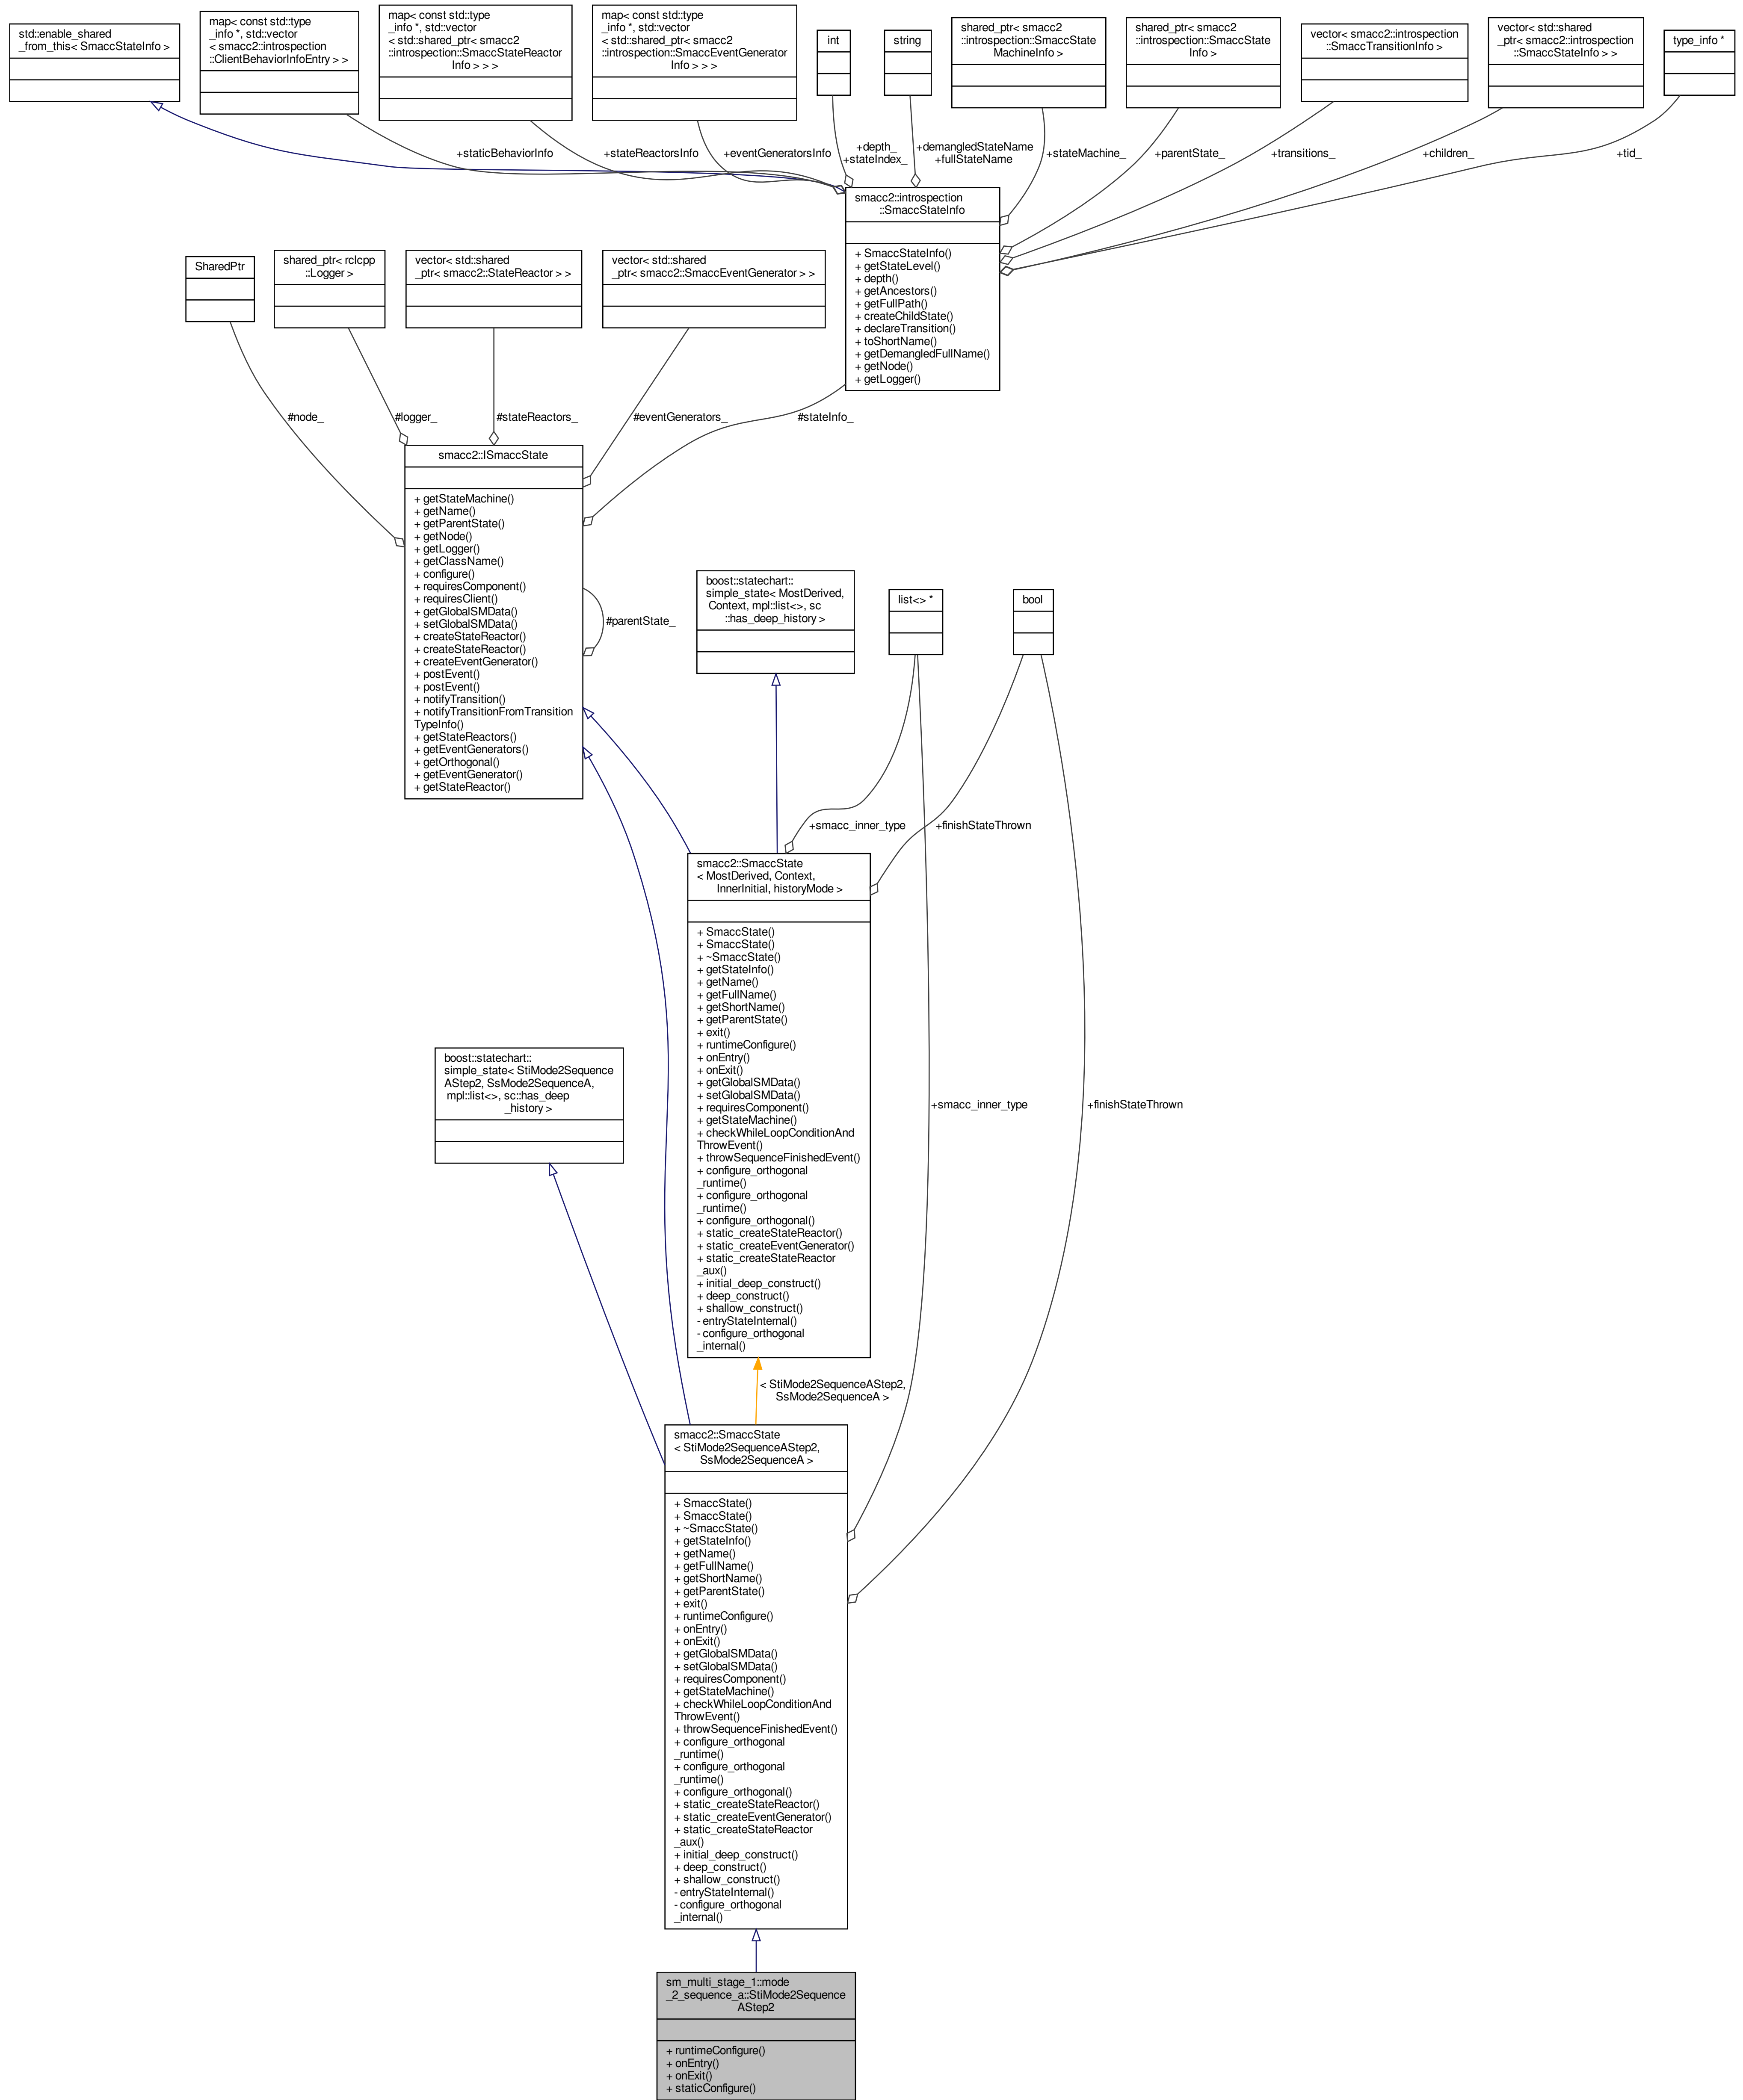 std::enable_shared
_from_this< SmaccStateInfo >
map< const std::type
_info *, std::vector
< smacc2::introspection
::ClientBehaviorInfoEntry > >
map< const std::type
_info *, std::vector
< std::shared_ptr< smacc2
::introspection::SmaccStateReactor
Info > > >
map< const std::type
_info *, std::vector
< std::shared_ptr< smacc2
::introspection::SmaccEventGenerator
Info > > >
int
string
shared_ptr< smacc2
::introspection::SmaccState
MachineInfo >
shared_ptr< smacc2
::introspection::SmaccState
Info >
vector< smacc2::introspection
::SmaccTransitionInfo >
vector< std::shared
_ptr< smacc2::introspection
::SmaccStateInfo > >
type_info *
+staticBehaviorInfo
+stateReactorsInfo
+eventGeneratorsInfo
+depth_
+stateIndex_
+demangledStateName
+fullStateName
+stateMachine_
+parentState_
+transitions_
+children_
+tid_
smacc2::introspection
::SmaccStateInfo
+ SmaccStateInfo()
+ getStateLevel()
+ depth()
+ getAncestors()
+ getFullPath()
+ createChildState()
+ declareTransition()
+ toShortName()
+ getDemangledFullName()
+ getNode()
+ getLogger()
SharedPtr
shared_ptr< rclcpp
::Logger >
vector< std::shared
_ptr< smacc2::StateReactor > >
vector< std::shared
_ptr< smacc2::SmaccEventGenerator > >
#node_
#logger_
#stateReactors_
#eventGenerators_
#stateInfo_
smacc2::ISmaccState
+ getStateMachine()
+ getName()
+ getParentState()
+ getNode()
+ getLogger()
+ getClassName()
+ configure()
+ requiresComponent()
+ requiresClient()
+ getGlobalSMData()
+ setGlobalSMData()
+ createStateReactor()
+ createStateReactor()
+ createEventGenerator()
+ postEvent()
+ postEvent()
+ notifyTransition()
+ notifyTransitionFromTransition
TypeInfo()
+ getStateReactors()
+ getEventGenerators()
+ getOrthogonal()
+ getEventGenerator()
+ getStateReactor()
#parentState_
boost::statechart::
simple_state< MostDerived,
Context, mpl::list<>, sc
::has_deep_history >
list<> *
bool
+smacc_inner_type
+finishStateThrown
smacc2::SmaccState
< MostDerived, Context,
InnerInitial, historyMode >
+ SmaccState()
+ SmaccState()
+ ~SmaccState()
+ getStateInfo()
+ getName()
+ getFullName()
+ getShortName()
+ getParentState()
+ exit()
+ runtimeConfigure()
+ onEntry()
+ onExit()
+ getGlobalSMData()
+ setGlobalSMData()
+ requiresComponent()
+ getStateMachine()
+ checkWhileLoopConditionAnd
ThrowEvent()
+ throwSequenceFinishedEvent()
+ configure_orthogonal
_runtime()
+ configure_orthogonal
_runtime()
+ configure_orthogonal()
+ static_createStateReactor()
+ static_createEventGenerator()
+ static_createStateReactor
_aux()
+ initial_deep_construct()
+ deep_construct()
+ shallow_construct()
- entryStateInternal()
- configure_orthogonal
_internal()
boost::statechart::
simple_state< StiMode2Sequence
AStep2, SsMode2SequenceA,
mpl::list<>, sc::has_deep
_history >
+smacc_inner_type
+finishStateThrown
< StiMode2SequenceAStep2,
SsMode2SequenceA >
smacc2::SmaccState
< StiMode2SequenceAStep2,
SsMode2SequenceA >
+ SmaccState()
+ SmaccState()
+ ~SmaccState()
+ getStateInfo()
+ getName()
+ getFullName()
+ getShortName()
+ getParentState()
+ exit()
+ runtimeConfigure()
+ onEntry()
+ onExit()
+ getGlobalSMData()
+ setGlobalSMData()
+ requiresComponent()
+ getStateMachine()
+ checkWhileLoopConditionAnd
ThrowEvent()
+ throwSequenceFinishedEvent()
+ configure_orthogonal
_runtime()
+ configure_orthogonal
_runtime()
+ configure_orthogonal()
+ static_createStateReactor()
+ static_createEventGenerator()
+ static_createStateReactor
_aux()
+ initial_deep_construct()
+ deep_construct()
+ shallow_construct()
- entryStateInternal()
- configure_orthogonal
_internal()
sm_multi_stage_1::mode
_2_sequence_a::StiMode2Sequence
AStep2
+ runtimeConfigure()
+ onEntry()
+ onExit()
+ staticConfigure()